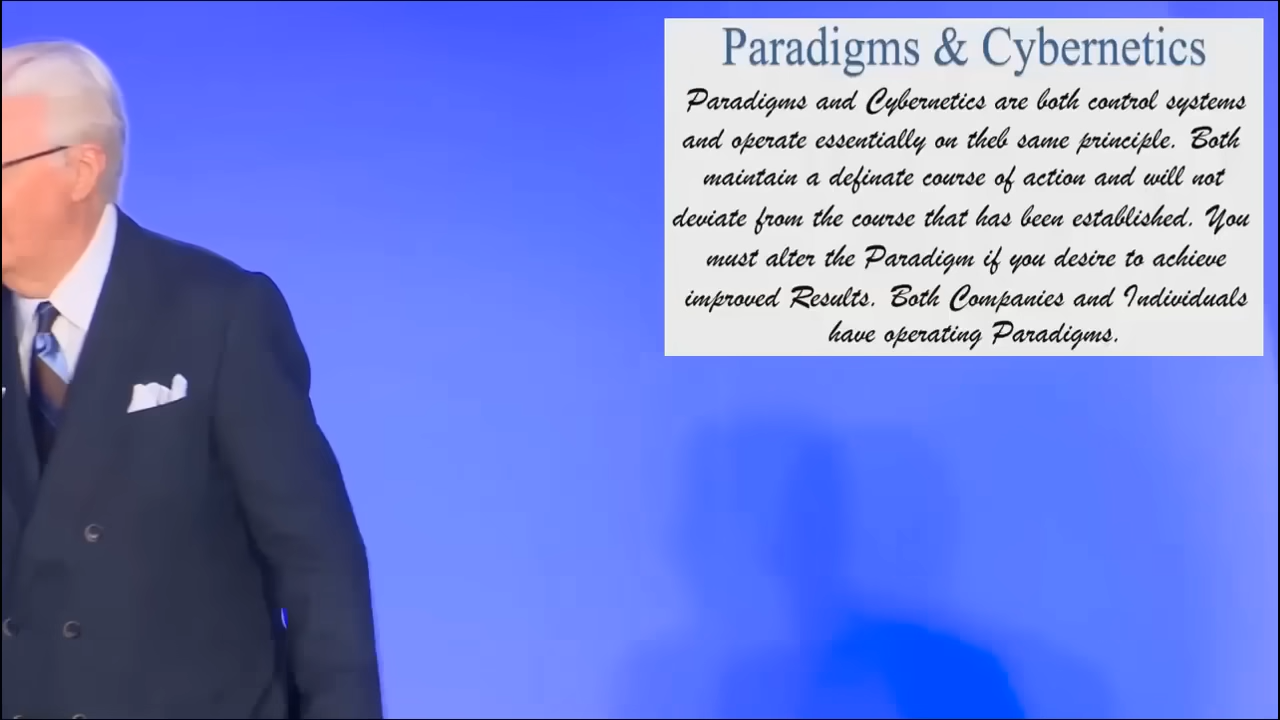 Paradigms & Cybernetics
Paradigms and Cybernetics are both control systems
and operate essentially on theb same principle. Both
maintain a definate course of action and will not
deviate from the course that has been established. You
must alter the Paradigm if you desire to achieve
improved Results. Both Companies and Individuals
have operating Paradigms.